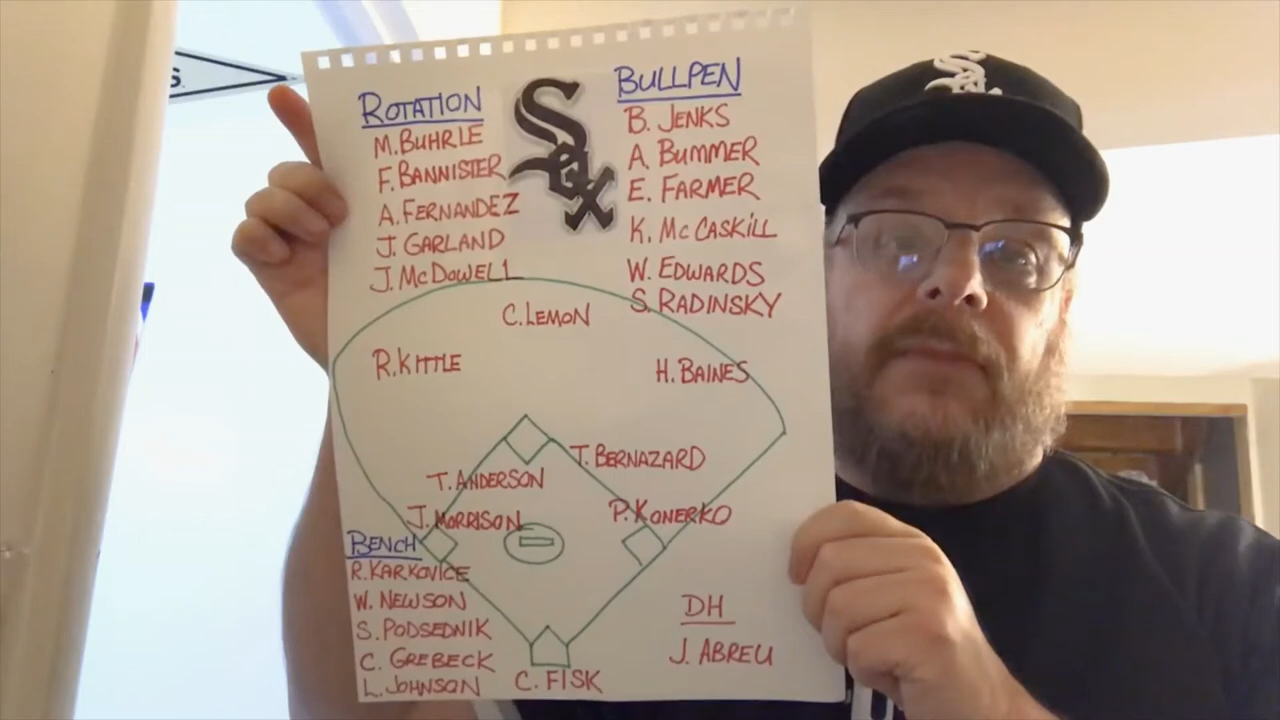 S.
ROTATION
M. BUHRLE
F. BANNISTER
A. FERNANDEZ
J. GARLAND
J. McDOWELL
SOX
BULLPEN
B. JENKS
A. BUMMER
E. FARMER
K. McCASKILL
W. EDWARDS
S. RADINSKY
C. LEMON
R. KITTLE
H. BAINES
T. BERNAZARD
T. ANDERSON
J. MORRISON
P. KONERKO
BENCH
R. KARKOVICE
W. NEWSON
S. PODSEDNIK
C. GREBECK
L. JOHNSON
C. FISK
DH
J. ABREU
SOX